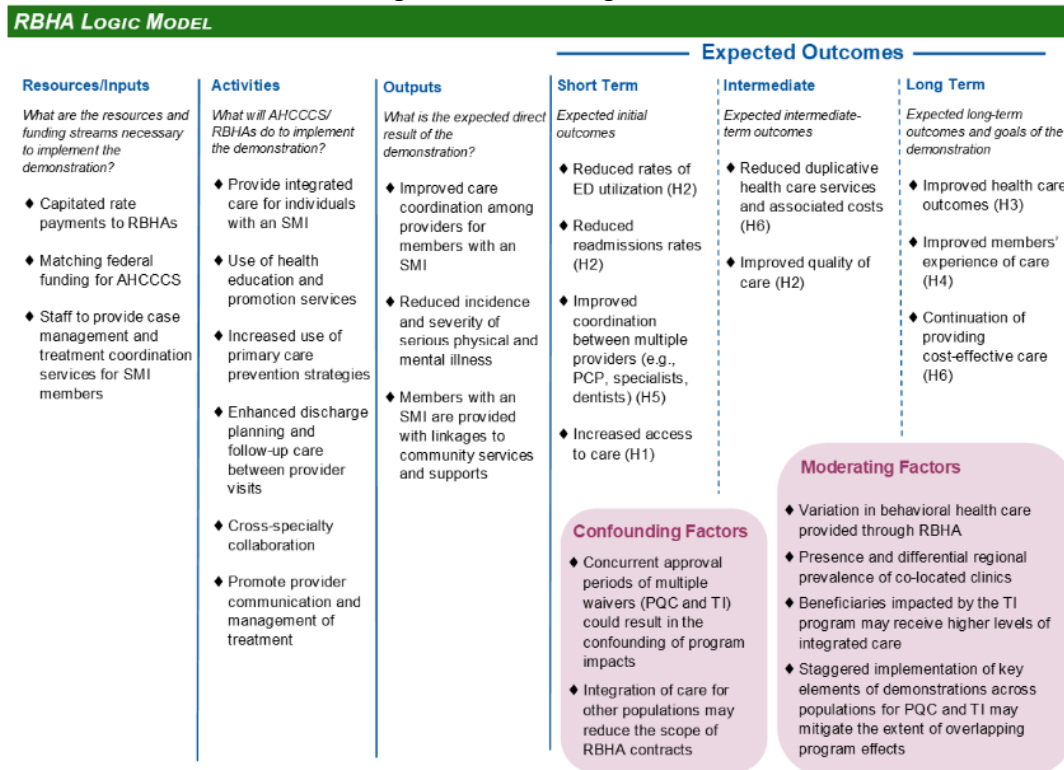 RBHA LOGIC MODEL
Expected Outcomes
Resources/Inputs
What are the resources and
funding streams necessary
to implement the
demonstration?
♦ Capitated rate
payments to RBHAs
♦ Matching federal
funding for AHCCCS
♦ Staff to provide case
management and
treatment coordination
services for SMI
members
Activities
What will AHCCCS/
RBHAs do to implement
the demonstration?
♦ Provide integrated
care for individuals
with an SMI
♦ Use of health
education and
promotion services
♦ Increased use of
primary care
prevention strategies
♦ Enhanced discharge
planning and
follow-up care
between provider
visits
♦ Cross-specialty
collaboration
♦ Promote provider
communication and
management of
treatment
Outputs
What is the expected direct
result of the
demonstration?
♦ Improved care
coordination among
providers for
members with an
SMI
♦ Reduced incidence
and severity of
serious physical and
mental illness
♦ Members with an
SMI are provided
with linkages to
community services
and supports
Short Term
Expected initial
outcomes
♦ Reduced rates of
ED utilization (H2)
♦ Reduced
readmissions rates
(H2)
♦ Improved
coordination
between multiple
providers (e.g.,
PCP, specialists,
dentists) (H5)
♦ Increased access
to care (H1)
Intermediate
Expected intermediate-
term outcomes
♦ Reduced duplicative
health care services
and associated costs
(H6)
♦ Improved quality of
care (H2)
Long Term
Expected long-term
outcomes and goals of the
demonstration
♦ Improved health care
outcomes (H3)
♦ Improved members'
experience of care
(H4)
♦ Continuation of
providing
cost-effective care
(H6)
Confounding Factors
♦ Concurrent approval
periods of multiple
waivers (PQC and TI)
could result in the
confounding of program
impacts
♦ Integration of care for
other populations may
reduce the scope of
RBHA contracts
Moderating Factors
♦ Variation in behavioral health care
provided through RBHA
♦ Presence and differential regional
prevalence of co-located clinics
♦ Beneficiaries impacted by the TI
program may receive higher levels of
integrated care
♦ Staggered implementation of key
elements of demonstrations across
populations for PQC and TI may
mitigate the extent of overlapping
program effects